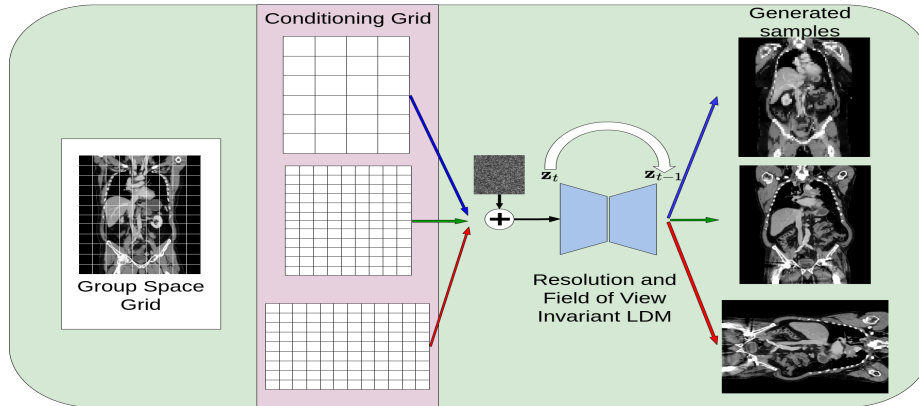 Conditioning Grid
Generated
samples
Group Space
Grid
z_t
z_{t−1}
Resolution and
Field of View
Invariant LDM